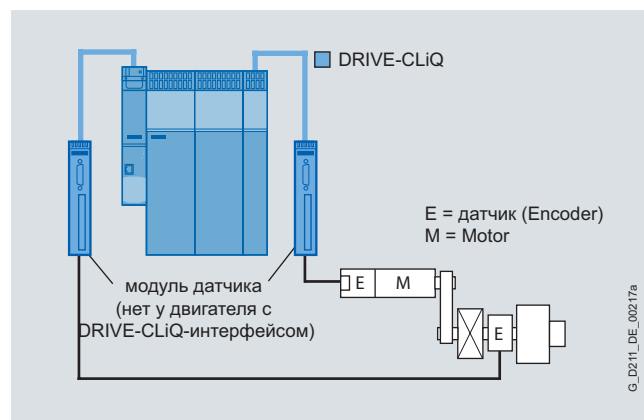 DRIVE-CLiQ
E = датчик (Encoder)
M = Motor
модуль датчика
(нет у двигателя с
DRIVE-CLiQ-интерфейсом)
E M
E
G_D211_DE_00217a